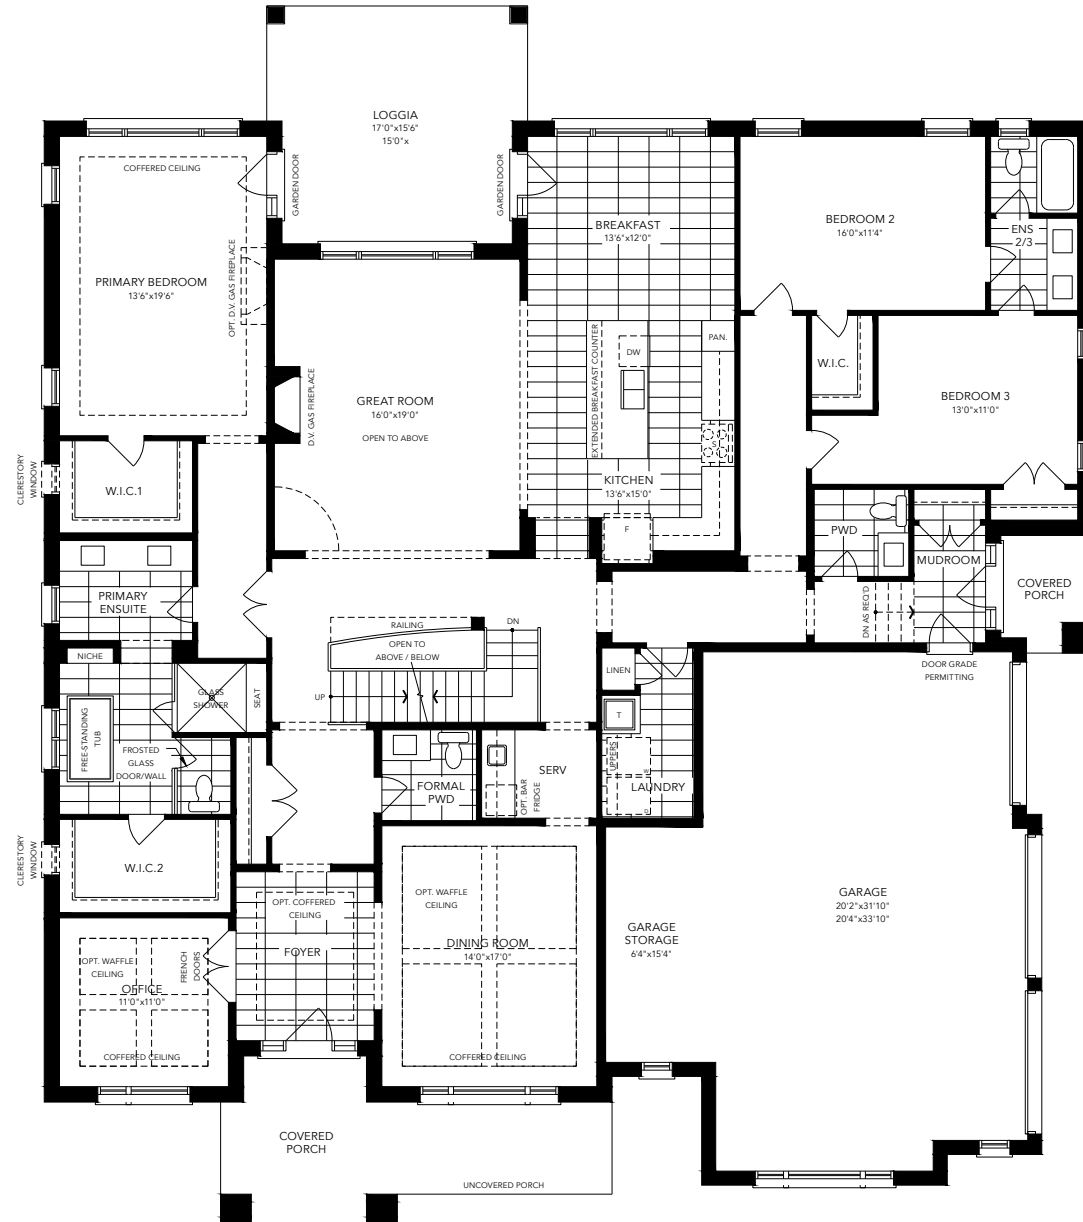 LOGGIA
17'0"x15'6"
15'0"x
COFFERED CEILING
GARDEN DOOR
GARDEN DOOR
BREAKFAST
13'6"x12'0"
BEDROOM 2
16'0"x11'4"
ENS
2/3
PRIMARY BEDROOM
13'6"x19'6"
OPT. D.V. GAS FIREPLACE
PAN.
DW
EXTENDED BREAKFAST COUNTER
W.I.C.
D.V. GAS FIREPLACE
GREAT ROOM
16'0"x19'0"
OPEN TO ABOVE
BEDROOM 3
13'0"x11'0"
S
CLERESTORY
WINDOW
W.I.C.1
KITCHEN
13'6"x15'0"
F
PWD
MUDROOM
COVERED
PORCH
PRIMARY
ENSUITE
DN AS REQ'D
RAILING
DN
OPEN TO
ABOVE / BELOW
NICHE
LINEN
DOOR GRADE
PERMITTING
UP
GLASS
SHOWER
SEAT
FREE-STANDING
TUB
T
FROSTED
GLASS
DOOR/WALL
UPPERS
W
D
LAUNDRY
SERV
OPT. BAR
FRIDGE
FORMAL
PWD
CLERESTORY
WINDOW
W.I.C.2
GARAGE
20'2"x31'10"
20'4"x33'10"
OPT. COFFERED
CEILING
OPT. WAFFLE
CEILING
GARAGE
STORAGE
6'4"x15'4"
FOYER
DINING ROOM
14'0"x17'0"
FRENCH
DOORS
OPT. WAFFLE
CEILING
OFFICE
11'0"x11'0"
COFFERED CEILING
COFFERED CEILING
COVERED
PORCH
UNCOVERED PORCH